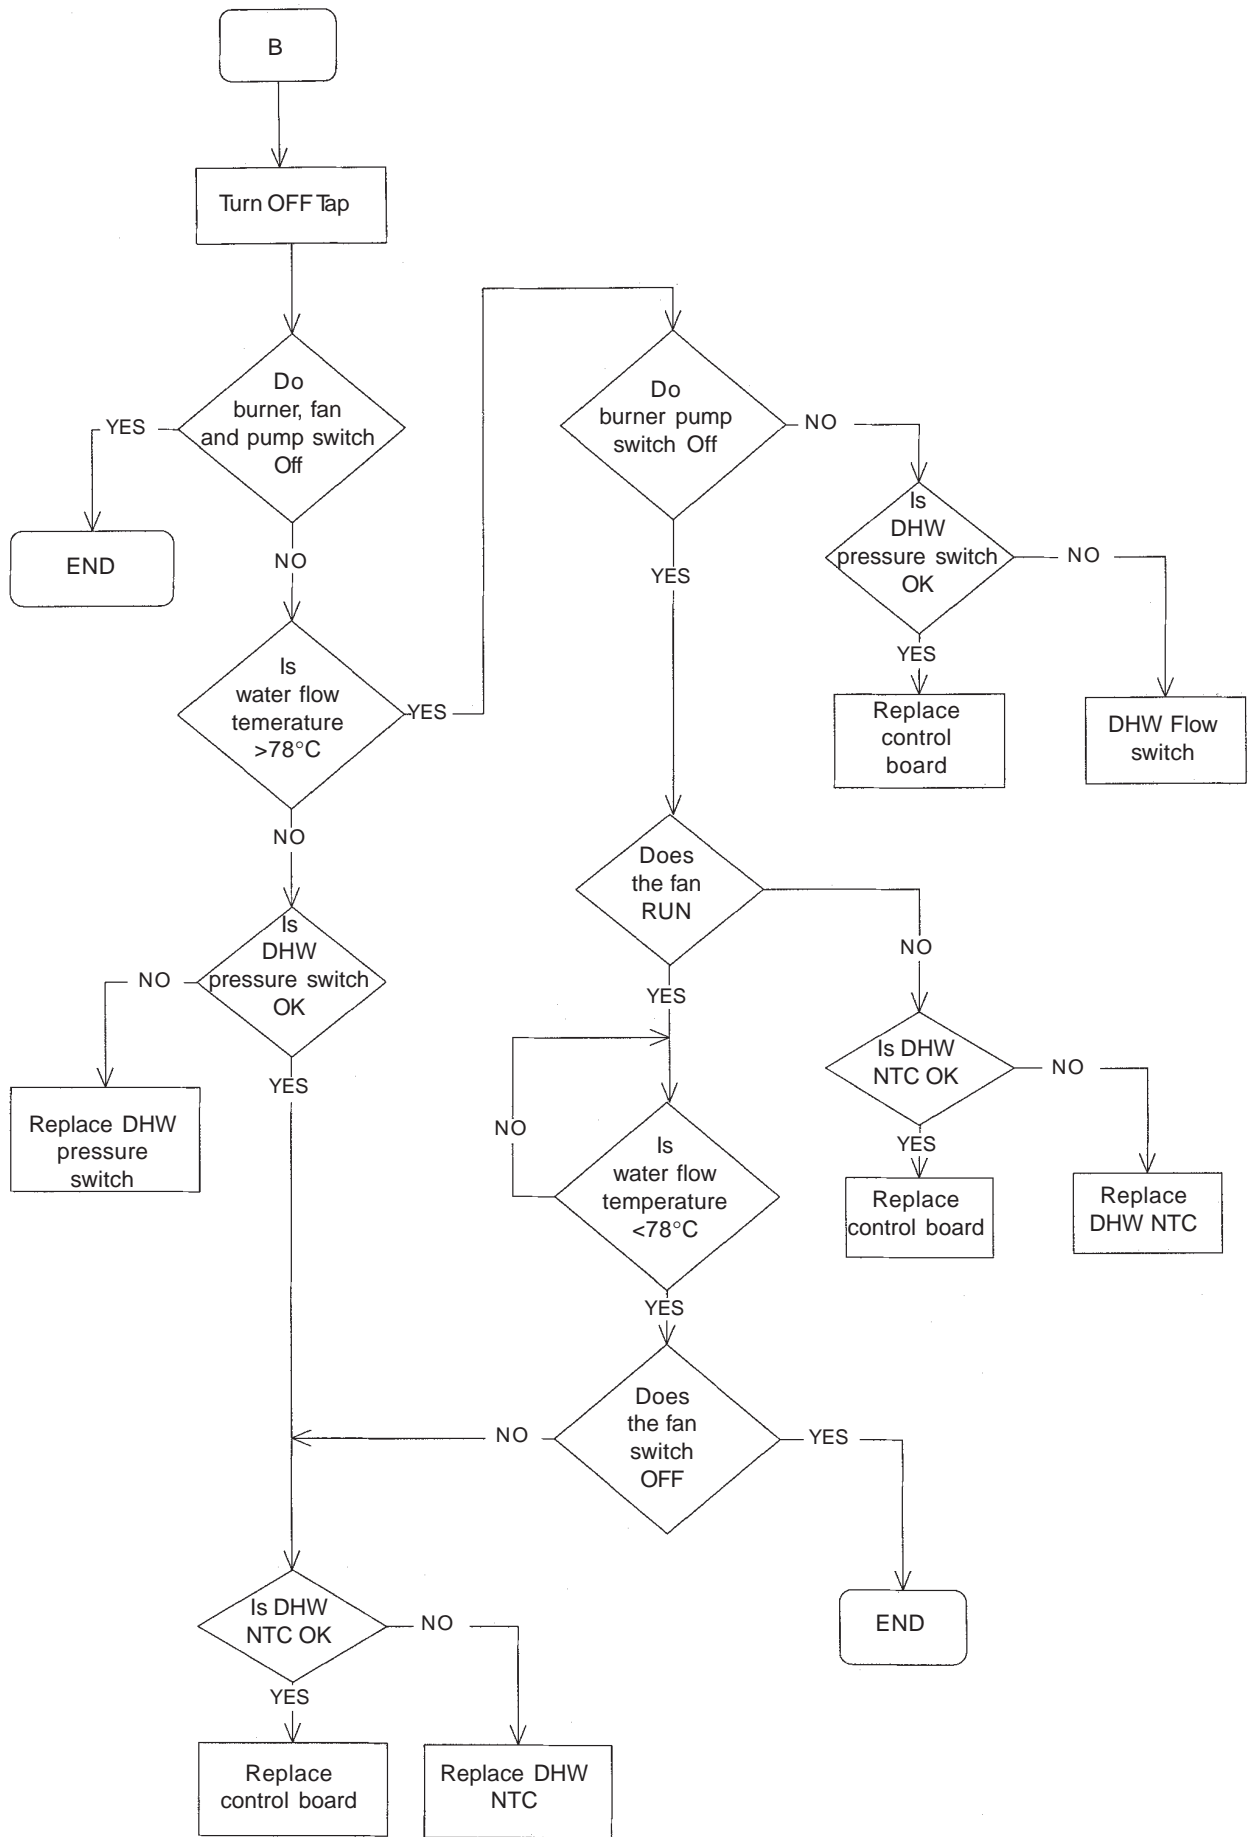 B
Turn OFF Tap
Do
burner, fan
and pump switch
Off
YES
END
NO
Is
water flow
temerature
>78°C
YES
NO
Is
DHW
pressure switch
OK
NO
Replace DHW
pressure
switch
YES
Do
burner pump
switch Off
NO
Is
DHW
pressure switch
OK
NO
DHW Flow
switch
YES
Replace
control
board
YES
Does
the fan
RUN
NO
Is DHW
NTC OK
NO
Replace
DHW NTC
YES
Replace
control board
YES
Is
water flow
temperature
<78°C
NO
YES
Does
the fan
switch
OFF
NO
YES
END
Is DHW
NTC OK
NO
Replace DHW
NTC
YES
Replace
control board